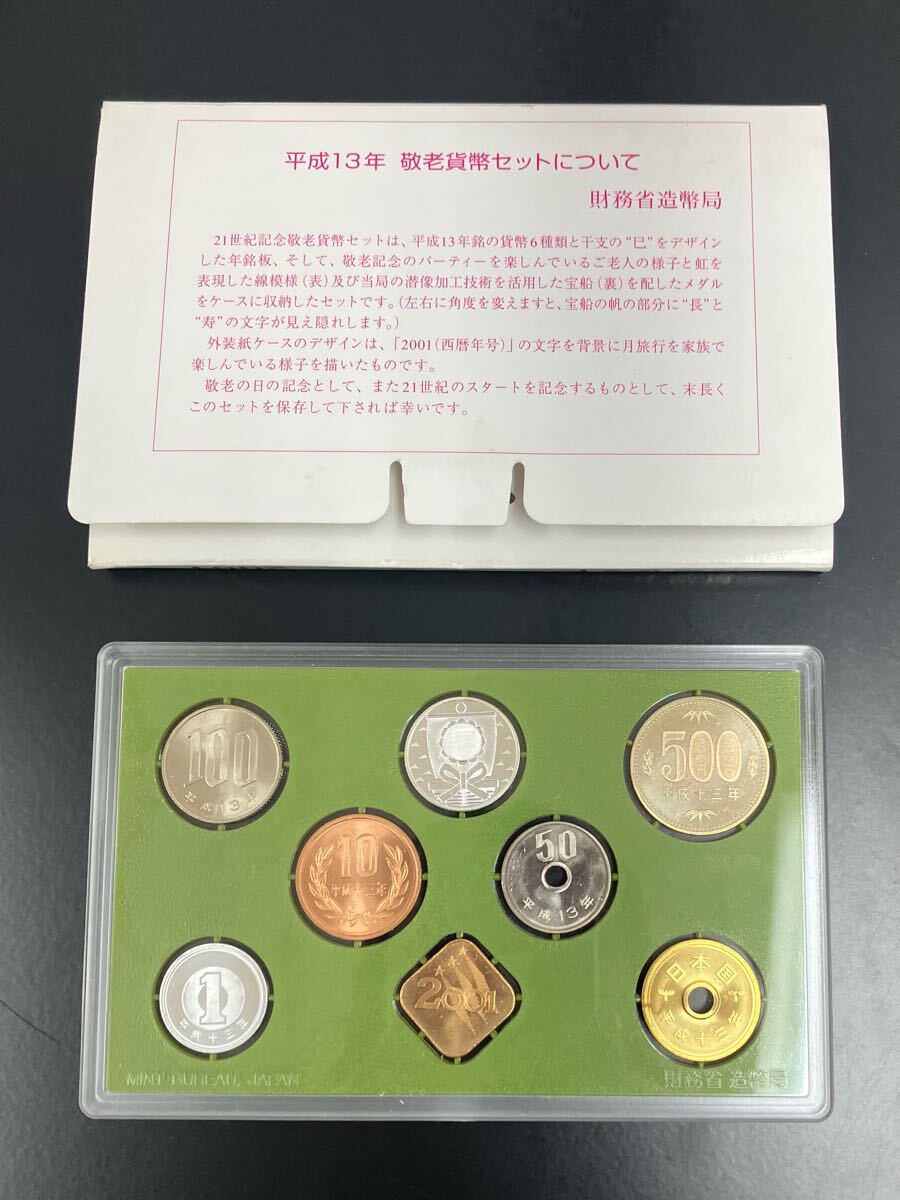 平成13年 敬老貨幣セットについて
財務省造幣局
21世紀記念敬老貨幣セットは、平成13年銘の貨幣6種類と干支の“巳”をデザイン
した年銘板、そして、敬老記念のパーティーを楽しんでいるご老人の様子と虹を
表現した線模様(表)及び当局の潜像加工技術を活用した宝船(裏)を配したメダル
をケースに収納したセットです。(左右に角度を変えますと、宝船の帆の部分に“長”と
“寿”の文字が見え隠れします。)
外装紙ケースのデザインは、「2001(西暦年号)」の文字を背景に月旅行を家族で
楽しんでいる様子を描いたものです。
敬老の日の記念として、また21世紀のスタートを記念するものとして、末長く
このセットを保存して下されば幸いです。
100
平成13年
500
平成十三年
10
平成十三年
50
平成13年
1
平成十三年
2001
日本国
平成十三年
MINT BUREAU, JAPAN
財務省 造幣局